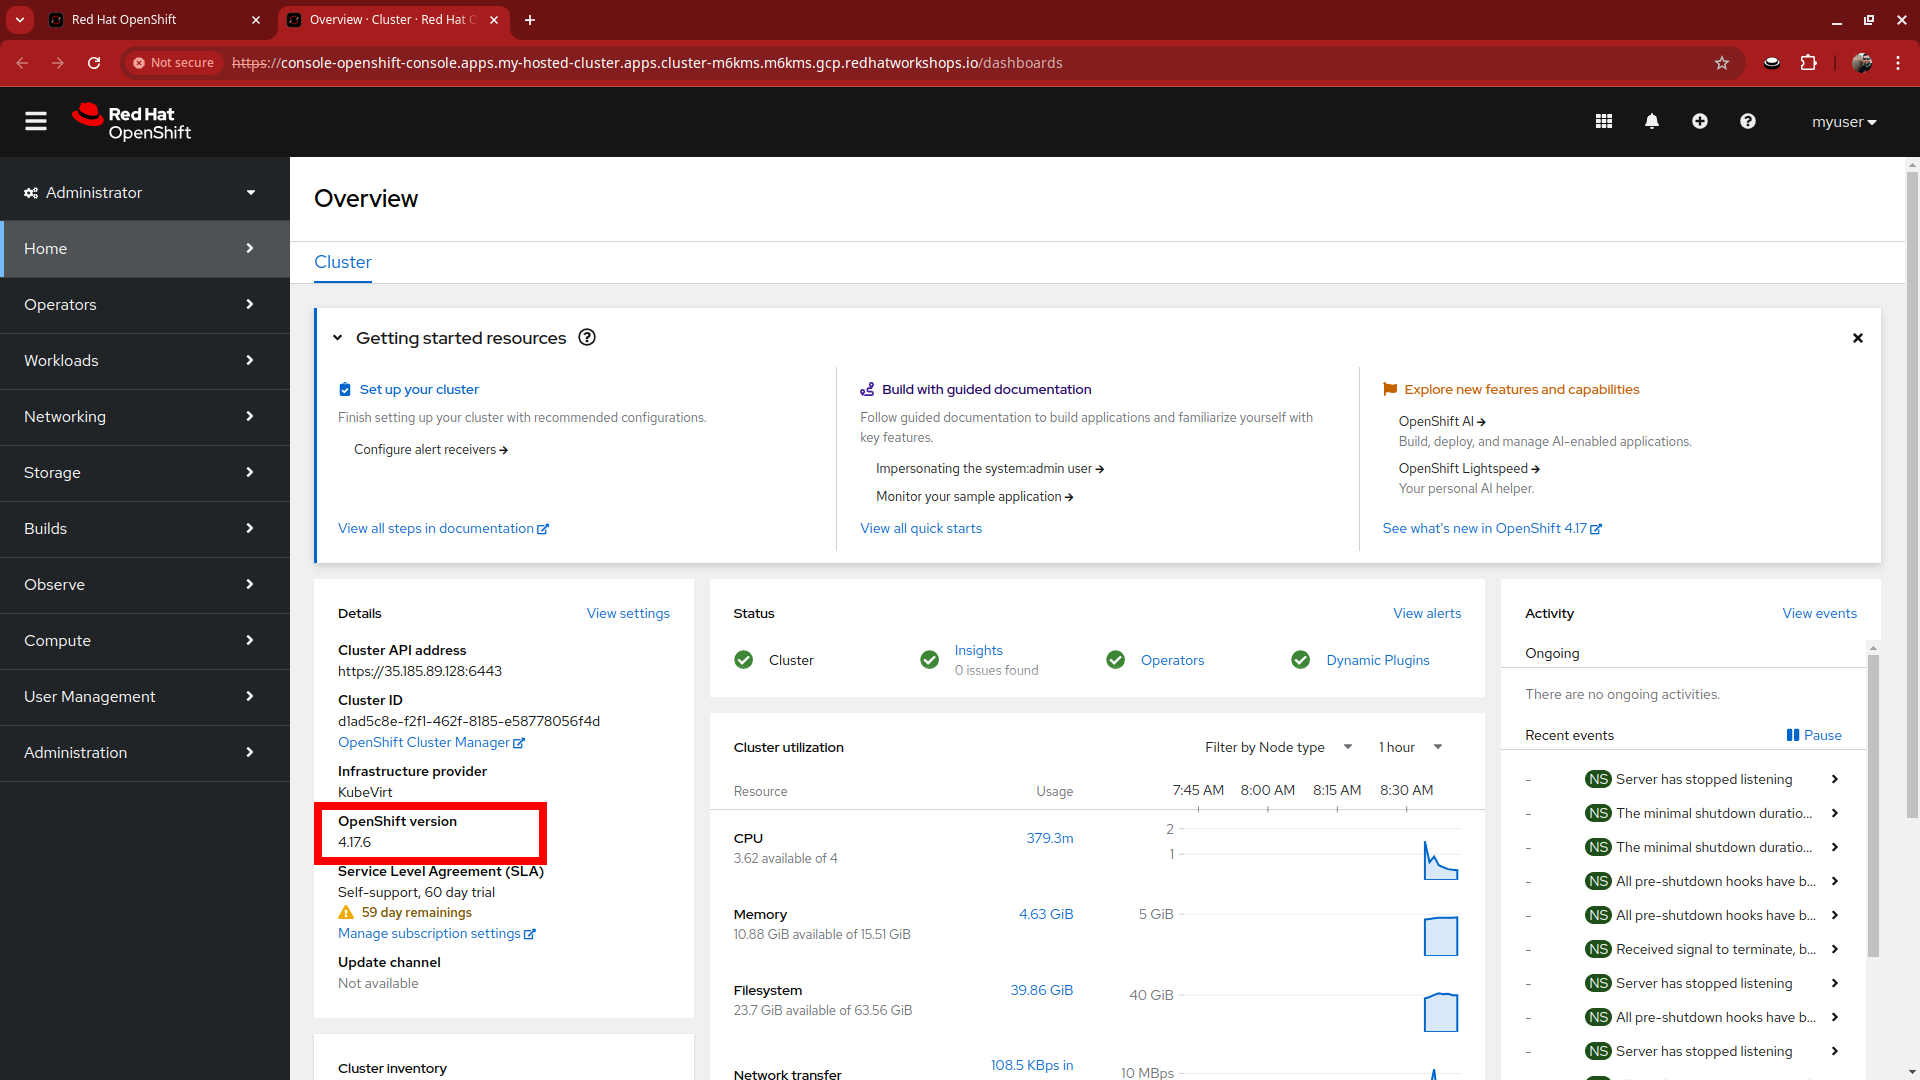 Red Hat OpenShift
Overview · Cluster · Red Hat O
Not secure
https://console-openshift-console.apps.my-hosted-cluster.apps.cluster-m6kms.m6kms.gcp.redhatworkshops.io/dashboards
Red Hat
OpenShift
myuser
Administrator
Home
Operators
Workloads
Networking
Storage
Builds
Observe
Compute
User Management
Administration
Overview
Cluster
Getting started resources
Set up your cluster
Finish setting up your cluster with recommended configurations.
Configure alert receivers
View all steps in documentation
Build with guided documentation
Follow guided documentation to build applications and familiarize yourself with
key features.
Impersonating the system:admin user
Monitor your sample application
View all quick starts
Explore new features and capabilities
OpenShift AI
Build, deploy, and manage AI-enabled applications.
OpenShift Lightspeed
Your personal AI helper.
See what's new in OpenShift 4.17
Details
View settings
Cluster API address
https://35.185.89.128:6443
Cluster ID
d1ad5c8e-f2f1-462f-8185-e58778056f4d
OpenShift Cluster Manager
Infrastructure provider
KubeVirt
OpenShift version
4.17.6
Service Level Agreement (SLA)
Self-support, 60 day trial
59 day remainings
Manage subscription settings
Update channel
Not available
Cluster inventory
Status
View alerts
Cluster
Insights
0 issues found
Operators
Dynamic Plugins
Cluster utilization
Filter by Node type
1 hour
Resource
Usage
7:45 AM
8:00 AM
8:15 AM
8:30 AM
CPU
3.62 available of 4
379.3m
2
1
Memory
10.88 GiB available of 15.51 GiB
4.63 GiB
5 GiB
Filesystem
23.7 GiB available of 63.56 GiB
39.86 GiB
40 GiB
Network transfer
108.5 KBps in
10 MBps
Activity
View events
Ongoing
There are no ongoing activities.
Recent events
Pause
- NS Server has stopped listening
- NS The minimal shutdown duratio...
- NS The minimal shutdown duratio...
- NS All pre-shutdown hooks have b...
- NS All pre-shutdown hooks have b...
- NS Received signal to terminate, b...
- NS Server has stopped listening
- NS All pre-shutdown hooks have b...
- NS Server has stopped listening